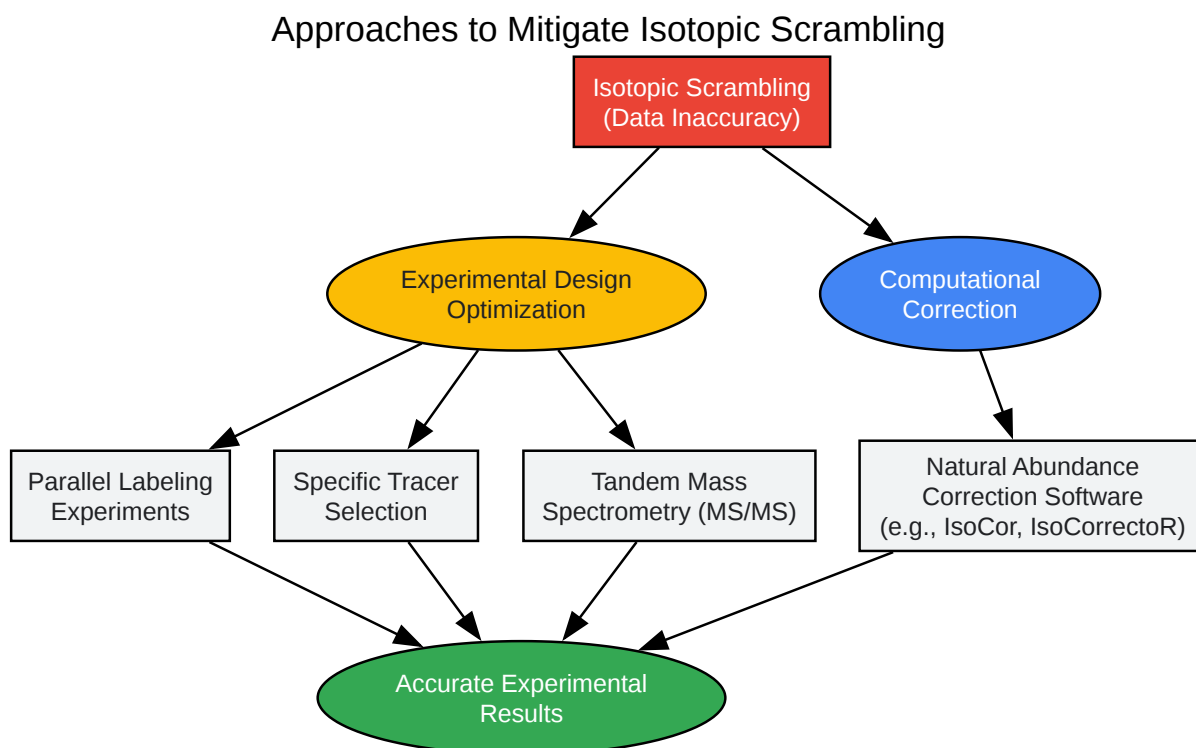 Approaches to Mitigate Isotopic Scrambling
Isotopic Scrambling
(Data Inaccuracy)
Experimental Design
Optimization
Computational
Correction
Parallel Labeling
Experiments
Specific Tracer
Selection
Tandem Mass
Spectrometry (MS/MS)
Natural Abundance
Correction Software
(e.g., IsoCor, IsoCorrectoR)
Accurate Experimental
Results